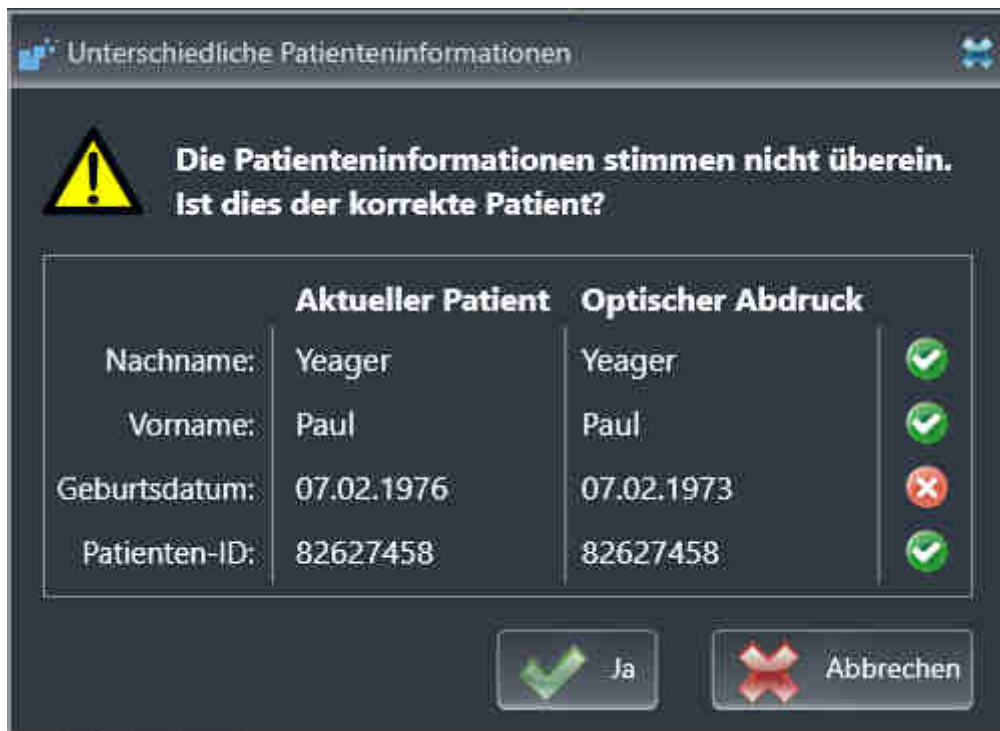 Unterschiedliche Patienteninformationen
Die Patienteninformationen stimmen nicht überein.
Ist dies der korrekte Patient?
Aktueller Patient Optischer Abdruck
Nachname: Yeager Yeager
Vorname: Paul Paul
Geburtsdatum: 07.02.1976 07.02.1973
Patienten-ID: 82627458 82627458
Ja Abbrechen